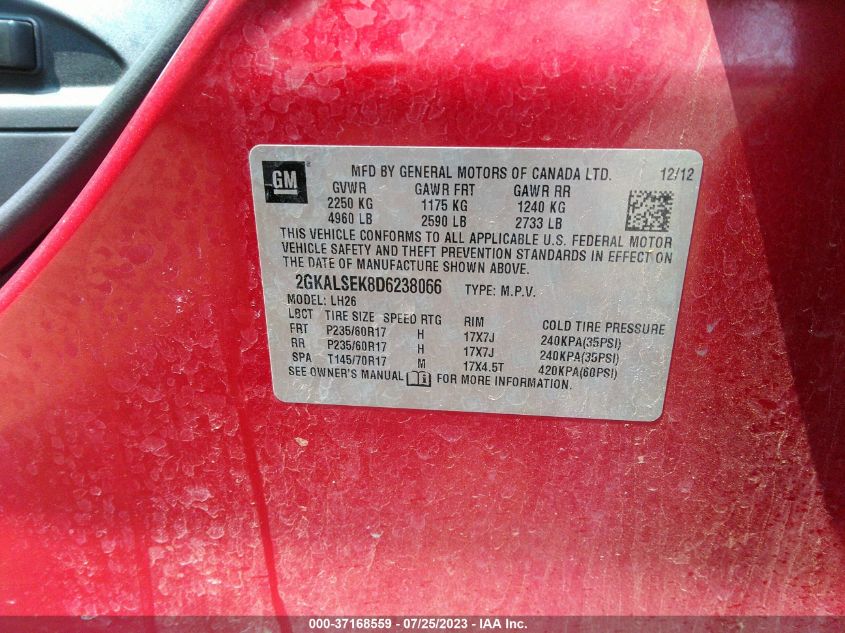 GM
MFD BY GENERAL MOTORS OF CANADA LTD. 12/12
GVWR GAWR FRT GAWR RR
2250 KG 1175 KG 1240 KG
4960 LB 2590 LB 2733 LB
THIS VEHICLE CONFORMS TO ALL APPLICABLE U.S. FEDERAL MOTOR
VEHICLE SAFETY AND THEFT PREVENTION STANDARDS IN EFFECT ON
THE DATE OF MANUFACTURE SHOWN ABOVE.
2GKALSEK8D6238066 TYPE: M.P.V.
MODEL: LH26
LBCT TIRE SIZE SPEED RTG RIM COLD TIRE PRESSURE
FRT P235/60R17 H 17X7J 240KPA(35PSI)
RR P235/60R17 H 17X7J 240KPA(35PSI)
SPA T145/70R17 M 17X4.5T 420KPA(60PSI)
SEE OWNER'S MANUAL FOR MORE INFORMATION.
000-37168559 - 07/25/2023 - IAA Inc.